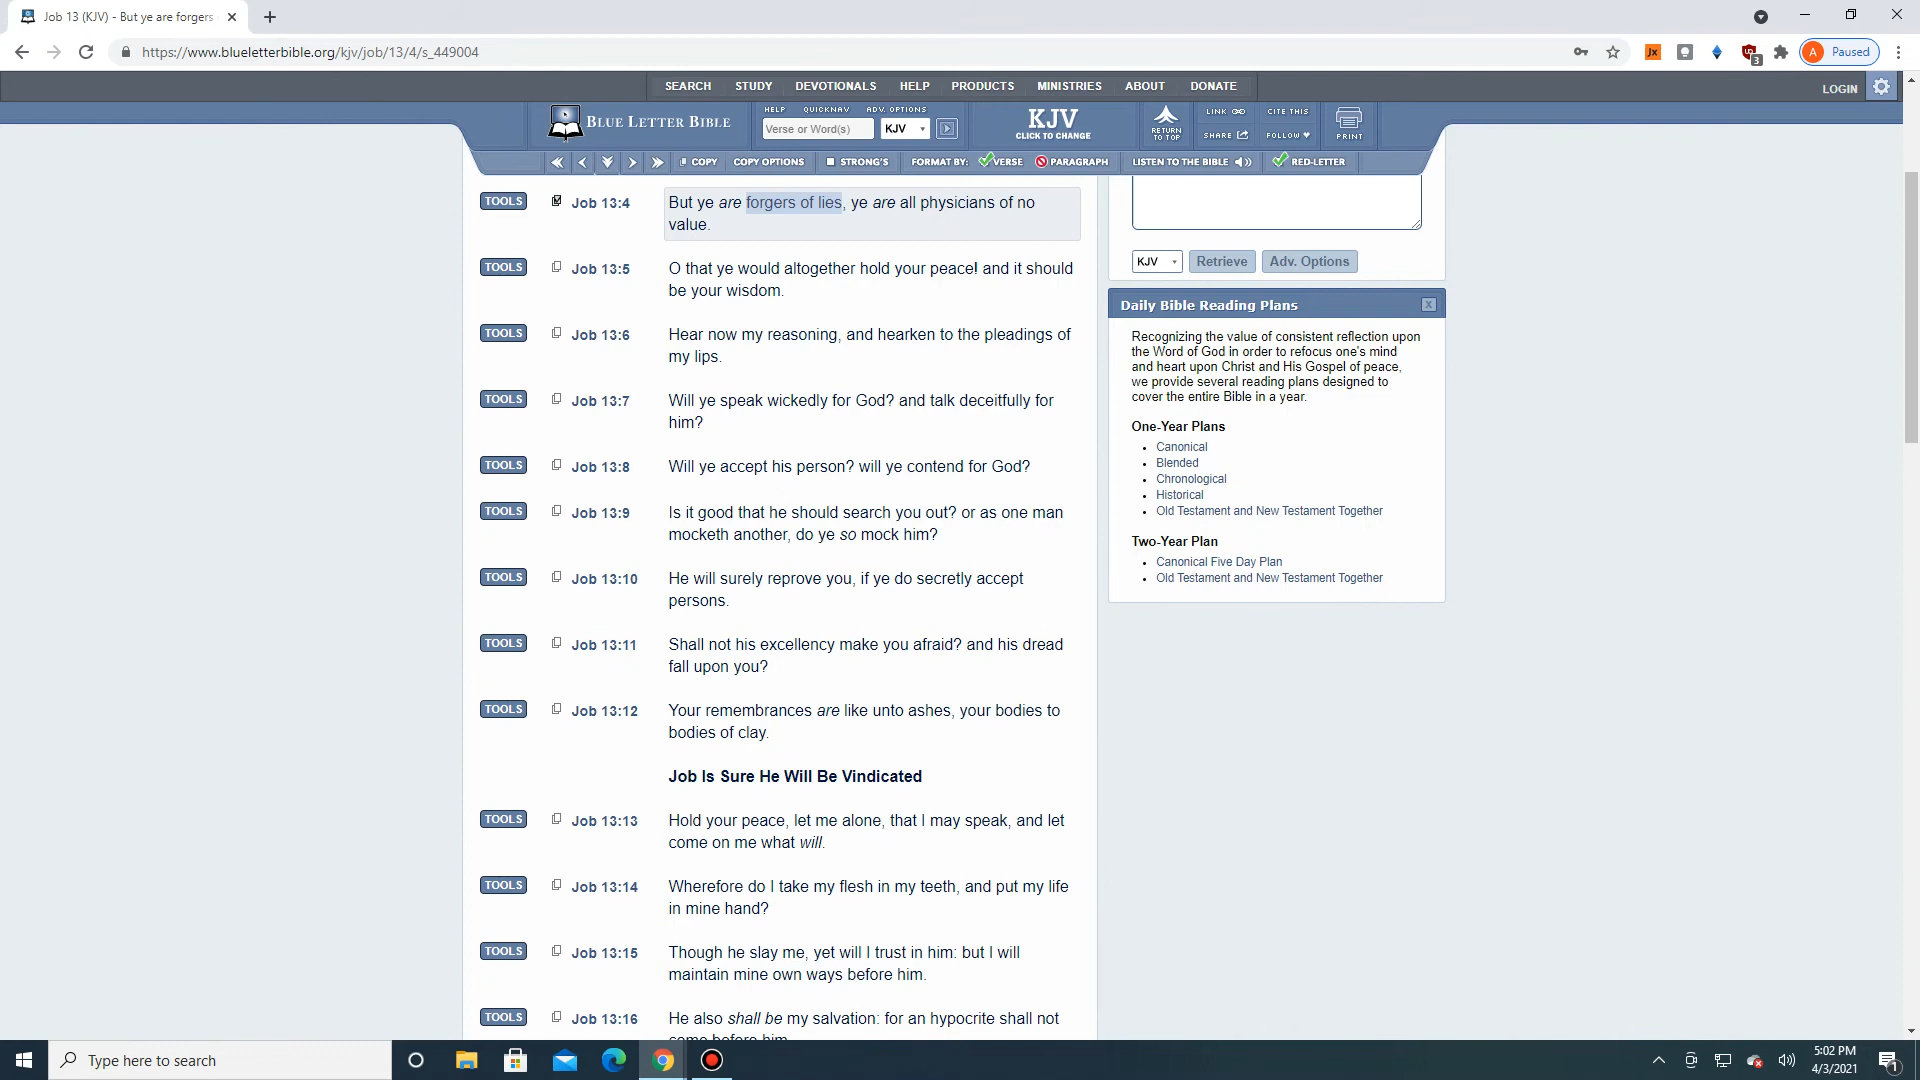 Job 13 (KJV) - But ye are forgers
https://www.blueletterbible.org/kjv/job/13/4/s_449004
JX
3
A Paused
SEARCH STUDY DEVOTIONALS HELP PRODUCTS MINISTRIES ABOUT DONATE
LOGIN
BLUE LETTER BIBLE
HELP QUICKNAV ADV. OPTIONS
Verse or Word(s) KJV
KJV
CLICK TO CHANGE
RETURN
TO TOP
LINK CITE THIS
SHARE FOLLOW
PRINT
COPY COPY OPTIONS STRONG'S FORMAT BY: VERSE PARAGRAPH LISTEN TO THE BIBLE RED-LETTER
TOOLS Job 13:4 But ye are forgers of lies, ye are all physicians of no
value.
TOOLS Job 13:5 O that ye would altogether hold your peace! and it should
be your wisdom.
TOOLS Job 13:6 Hear now my reasoning, and hearken to the pleadings of
my lips.
TOOLS Job 13:7 Will ye speak wickedly for God? and talk deceitfully for
him?
TOOLS Job 13:8 Will ye accept his person? will ye contend for God?
TOOLS Job 13:9 Is it good that he should search you out? or as one man
mocketh another, do ye so mock him?
TOOLS Job 13:10 He will surely reprove you, if ye do secretly accept
persons.
TOOLS Job 13:11 Shall not his excellency make you afraid? and his dread
fall upon you?
TOOLS Job 13:12 Your remembrances are like unto ashes, your bodies to
bodies of clay.
Job Is Sure He Will Be Vindicated
TOOLS Job 13:13 Hold your peace, let me alone, that I may speak, and let
come on me what will.
TOOLS Job 13:14 Wherefore do I take my flesh in my teeth, and put my life
in mine hand?
TOOLS Job 13:15 Though he slay me, yet will I trust in him: but I will
maintain mine own ways before him.
TOOLS Job 13:16 He also shall be my salvation: for an hypocrite shall not
come before him.
KJV Retrieve Adv. Options
Daily Bible Reading Plans X
Recognizing the value of consistent reflection upon
the Word of God in order to refocus one's mind
and heart upon Christ and His Gospel of peace,
we provide several reading plans designed to
cover the entire Bible in a year.
One-Year Plans
Canonical
Blended
Chronological
Historical
Old Testament and New Testament Together
Two-Year Plan
Canonical Five Day Plan
Old Testament and New Testament Together
Type here to search
5:02 PM
4/3/2021
1